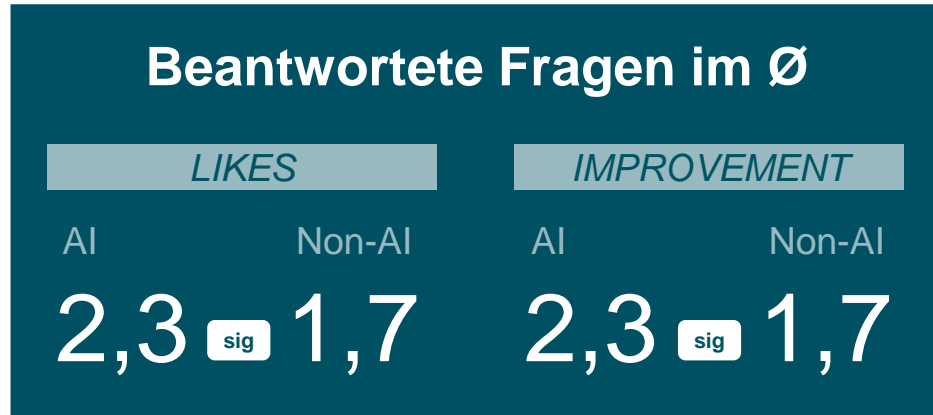 Beantwortete Fragen im Ø
LIKES IMPROVEMENT
AI Non-AI AI Non-AI
2,3 sig 1,7 2,3 sig 1,7